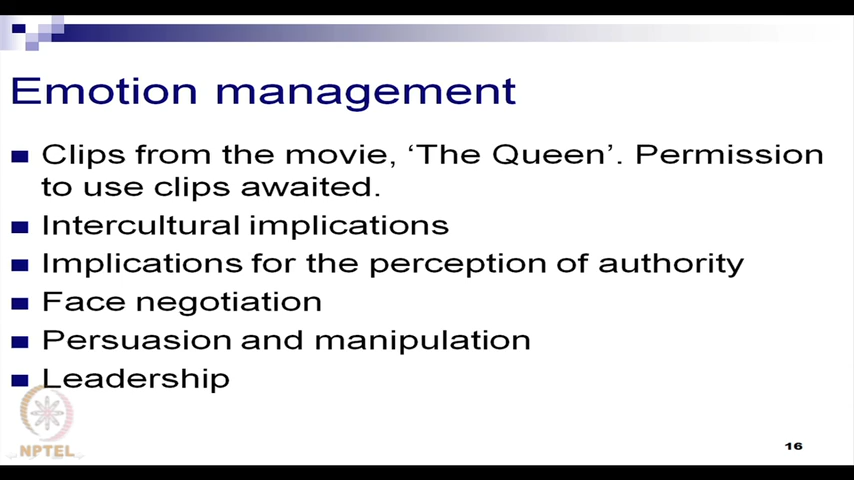 Emotion management
Clips from the movie, ‘The Queen’. Permission
to use clips awaited.
Intercultural implications
Implications for the perception of authority
Face negotiation
Persuasion and manipulation
Leadership
NPTEL
16